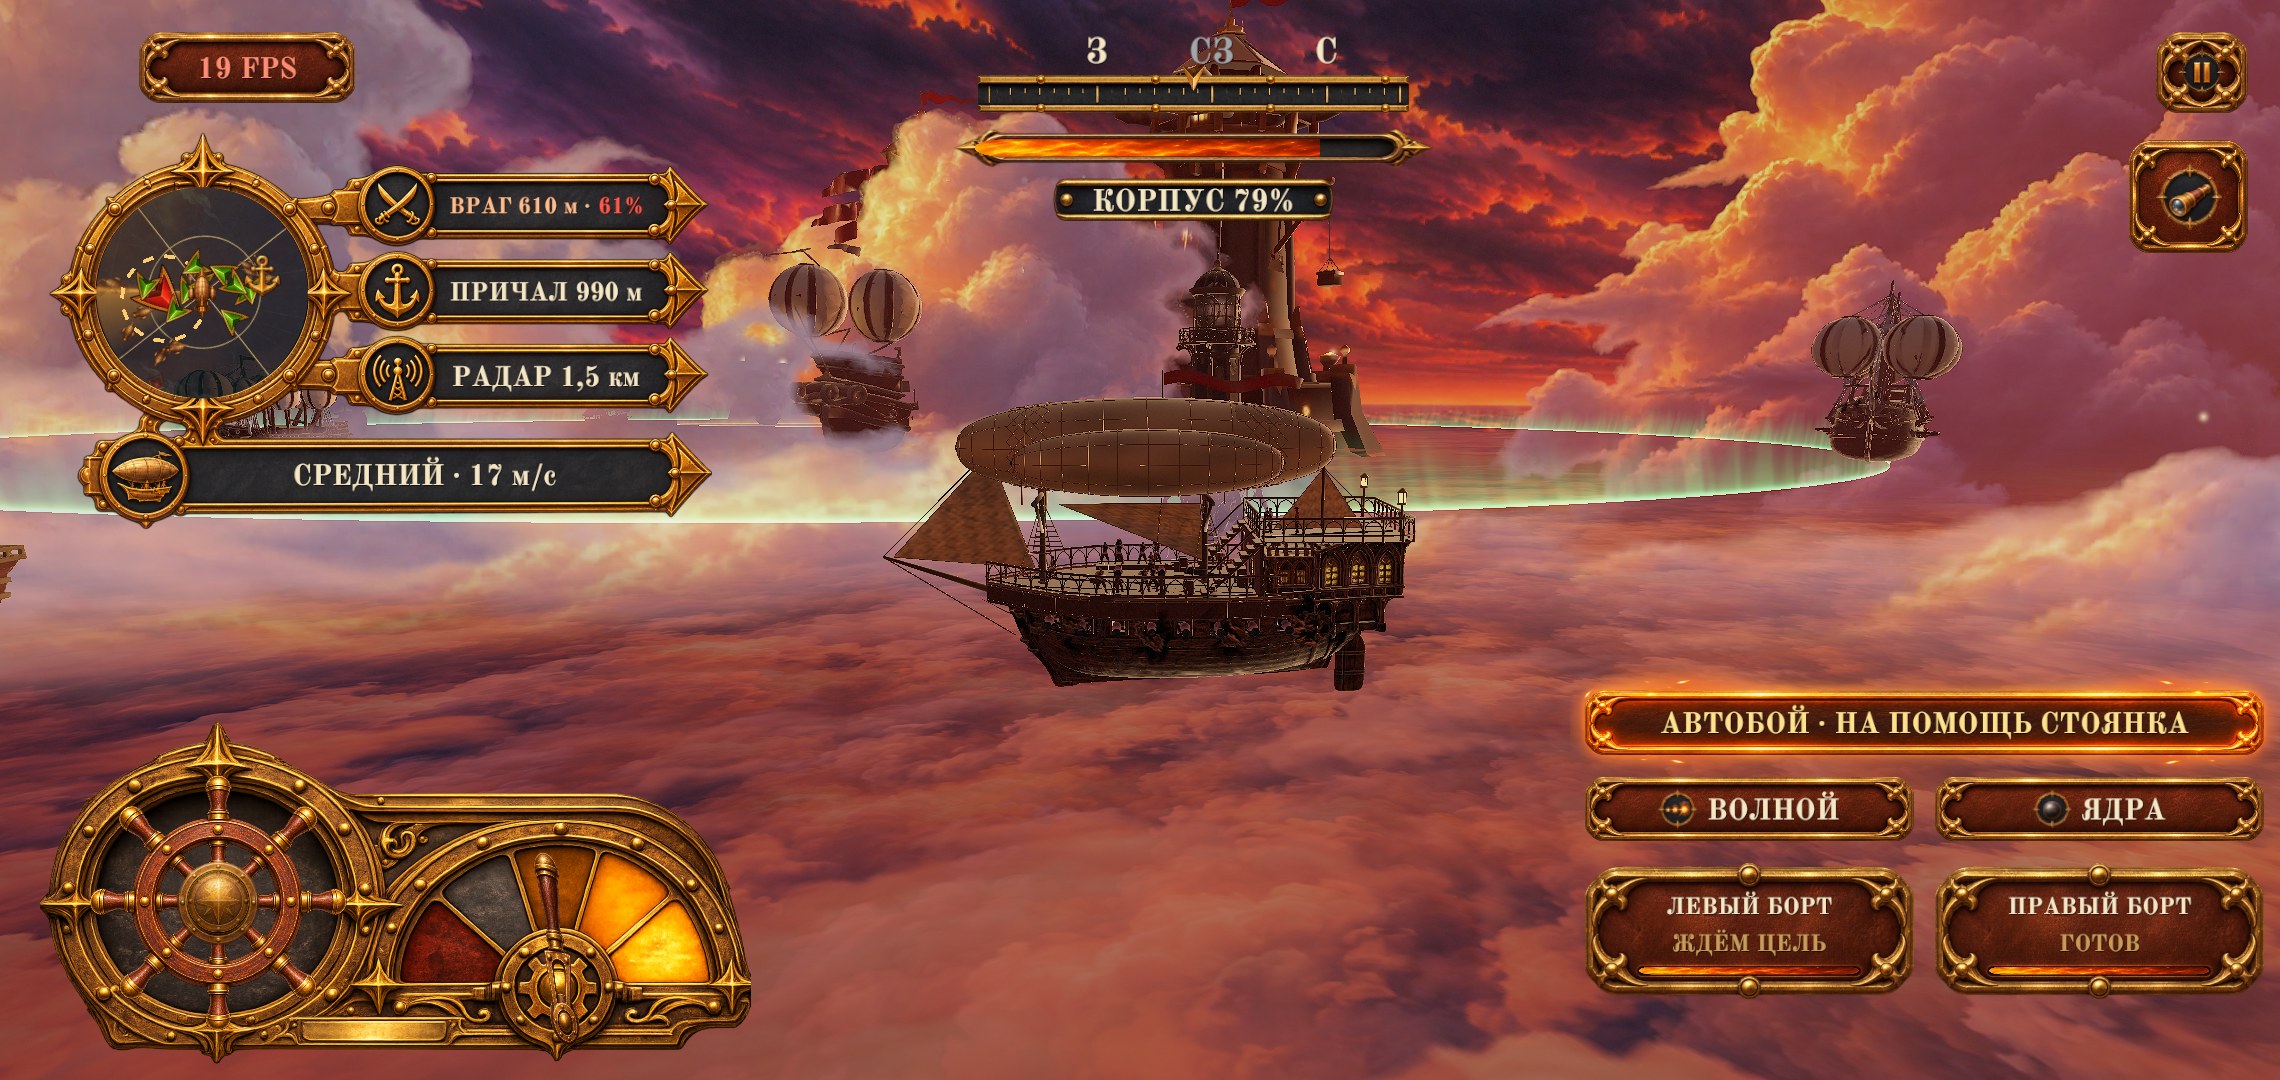 19 FPS
З СЗ С
КОРПУС 79%
ВРАГ 610 м · 61%
ПРИЧАЛ 990 м
РАДАР 1,5 км
СРЕДНИЙ · 17 м/с
АВТОБОЙ · НА ПОМОЩЬ СТОЯНКА
ВОЛНОЙ
ЯДРА
ЛЕВЫЙ БОРТ
ЖДЁМ ЦЕЛЬ
ПРАВЫЙ БОРТ
ГОТОВ